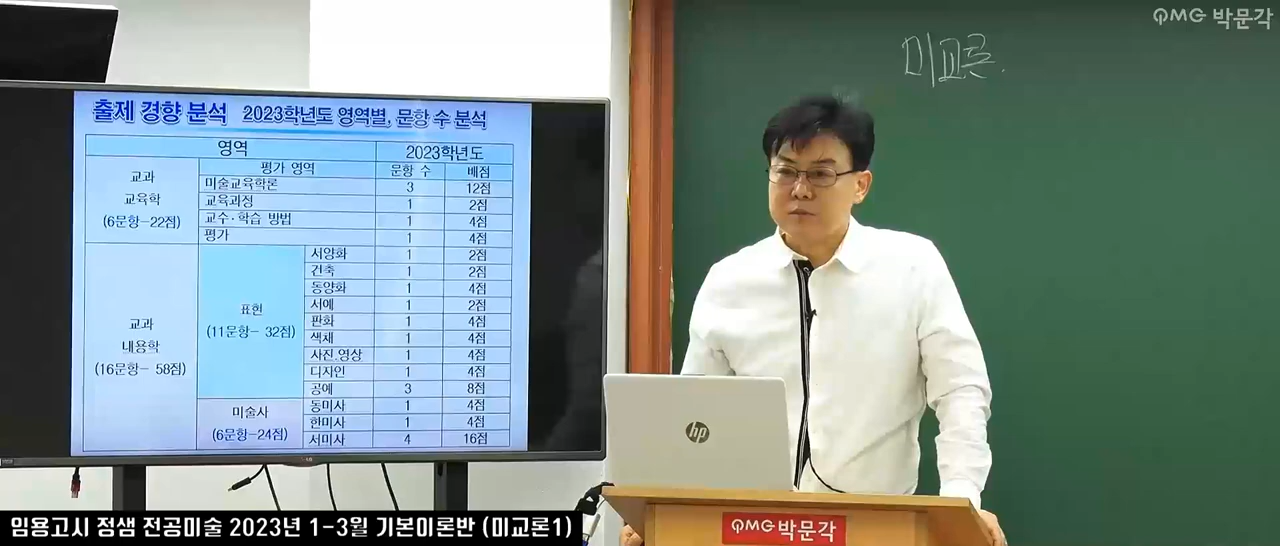 PMG 박문각
미교론.
출제 경향 분석 2023학년도 영역별, 문항 수 분석
영역 2023학년도
평가 영역 문항 수 배점
교과 교육학 (6문항-22점)
미술교육학론 3 12점
교육과정 1 2점
교수·학습 방법 1 4점
평가 1 4점
교과 내용학 (16문항- 58점)
표현 (11문항- 32점)
서양화 1 2점
건축 1 2점
동양화 1 4점
서예 1 2점
판화 1 4점
색채 1 4점
사진.영상 1 4점
디자인 1 4점
공예 3 8점
미술사 (6문항-24점)
동미사 1 4점
한미사 1 4점
서미사 4 16점
hp
PMG 박문각
임용고시 정샘 전공미술 2023년 1-3월 기본이론반 (미교론1)